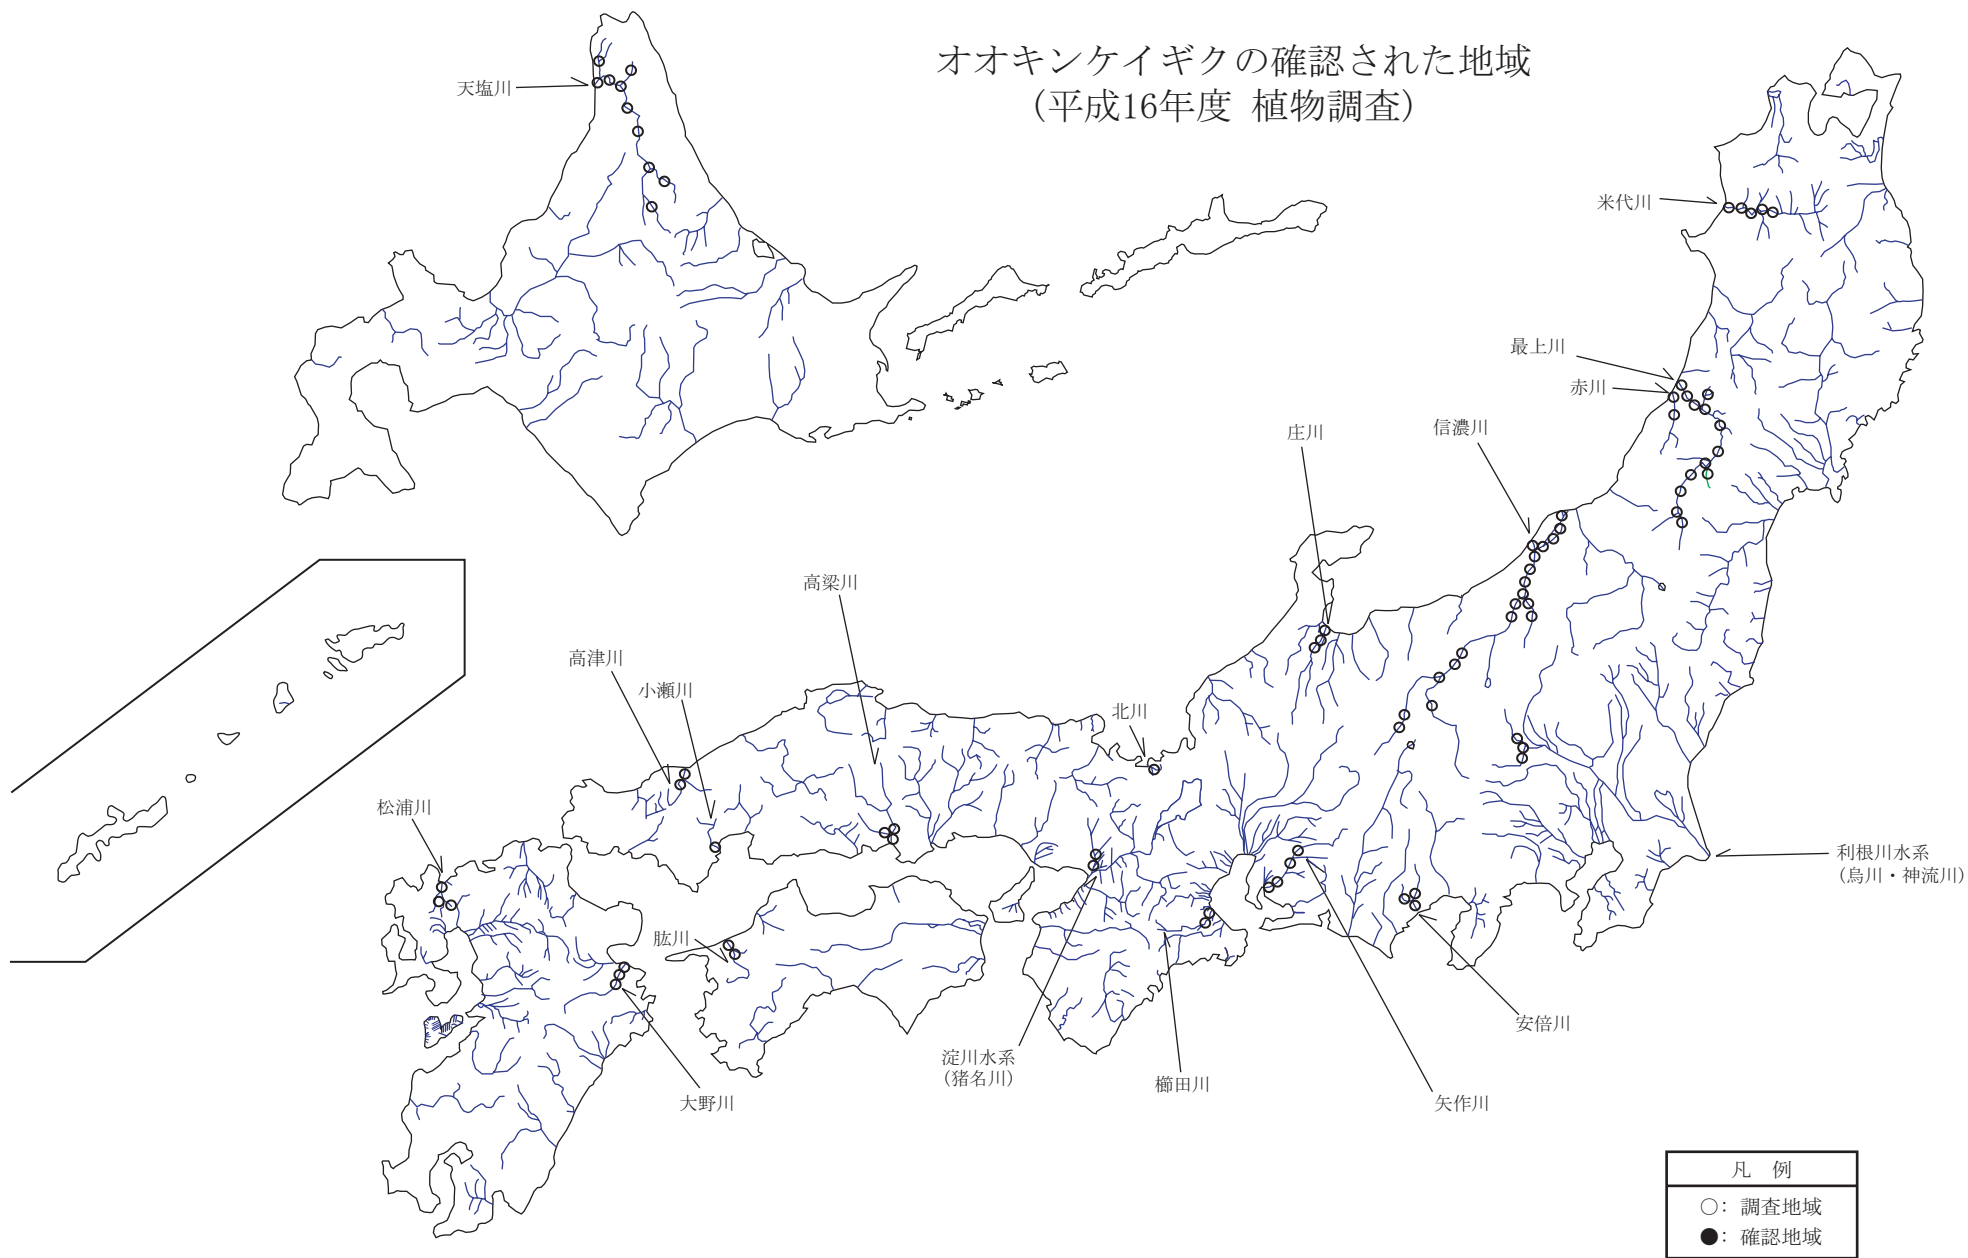 オオキンケイギクの確認された地域
(平成16年度 植物調査)
天塩川
米代川
最上川
赤川
信濃川
庄川
高梁川
高津川
小瀬川
北川
松浦川
利根川水系
(烏川・神流川)
肱川
安倍川
淀川水系
(猪名川)
櫛田川
矢作川
大野川
凡 例
○: 調査地域
●: 確認地域